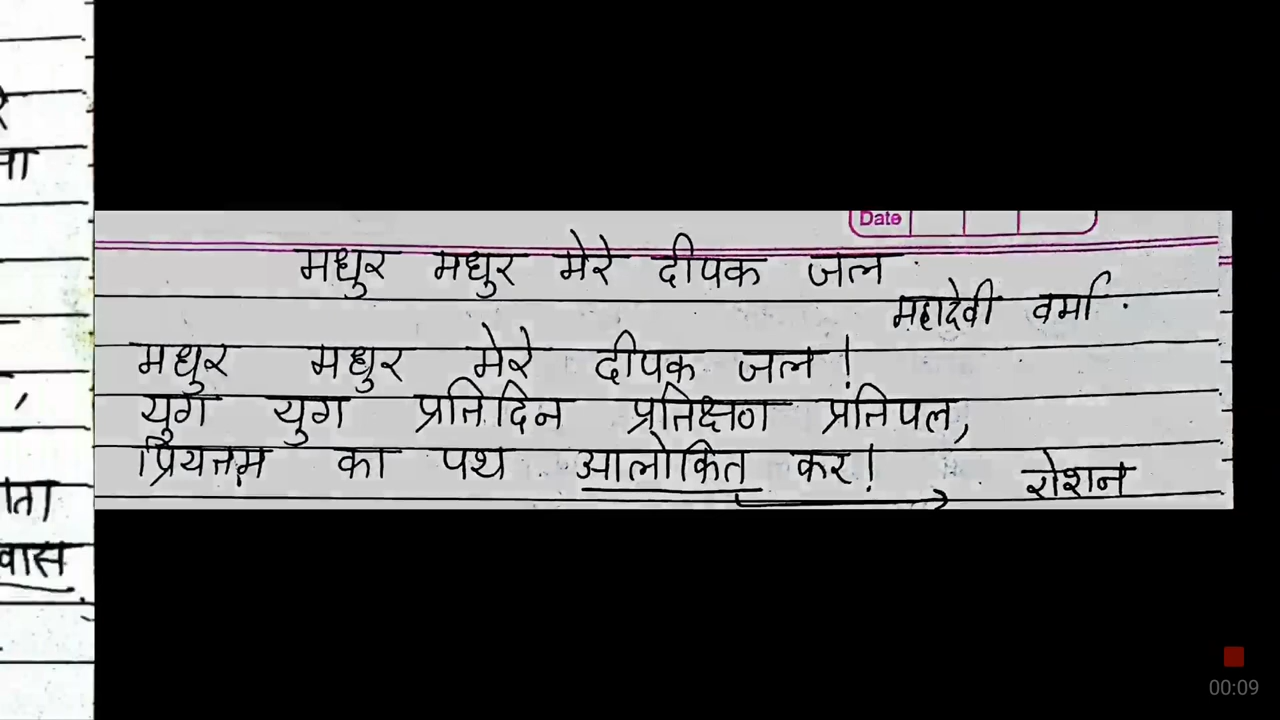 Date
मधुर मधुर मेरे दीपक जल
महादेवी वर्मा .
मधुर मधुर मेरे दीपक जल !
युग युग प्रतिदिन प्रतिक्षण प्रतिपल,
प्रियतम का पथ आलोकित कर !
रोशन
वास
00:09